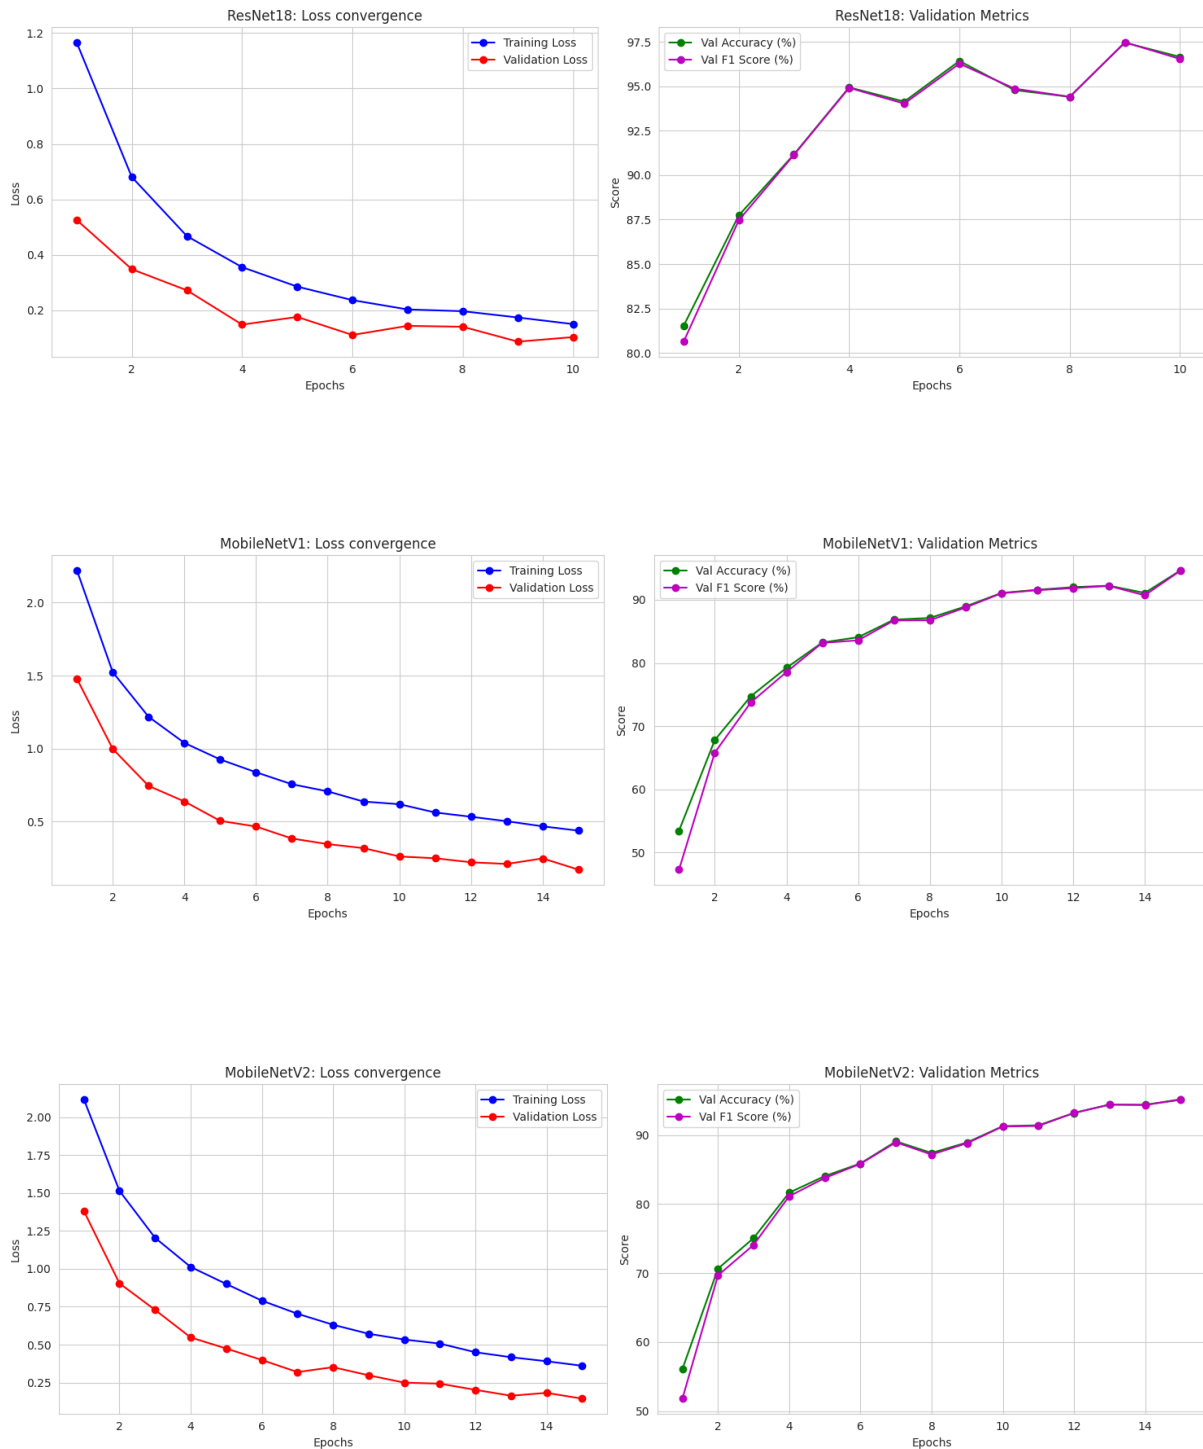 ResNet18: Loss convergence
1.2
1.0
0.8
0.6
0.4
0.2
Loss
Training Loss
Validation Loss
2 4 6 8 10
Epochs
ResNet18: Validation Metrics
97.5
95.0
92.5
90.0
87.5
85.0
82.5
80.0
Score
Val Accuracy (%)
Val F1 Score (%)
2 4 6 8 10
Epochs
MobileNetV1: Loss convergence
2.0
1.5
1.0
0.5
Loss
Training Loss
Validation Loss
2 4 6 8 10 12 14
Epochs
MobileNetV1: Validation Metrics
90
80
70
60
50
Score
Val Accuracy (%)
Val F1 Score (%)
2 4 6 8 10 12 14
Epochs
MobileNetV2: Loss convergence
2.00
1.75
1.50
1.25
1.00
0.75
0.50
0.25
Loss
Training Loss
Validation Loss
2 4 6 8 10 12 14
Epochs
MobileNetV2: Validation Metrics
90
80
70
60
50
Score
Val Accuracy (%)
Val F1 Score (%)
2 4 6 8 10 12 14
Epochs